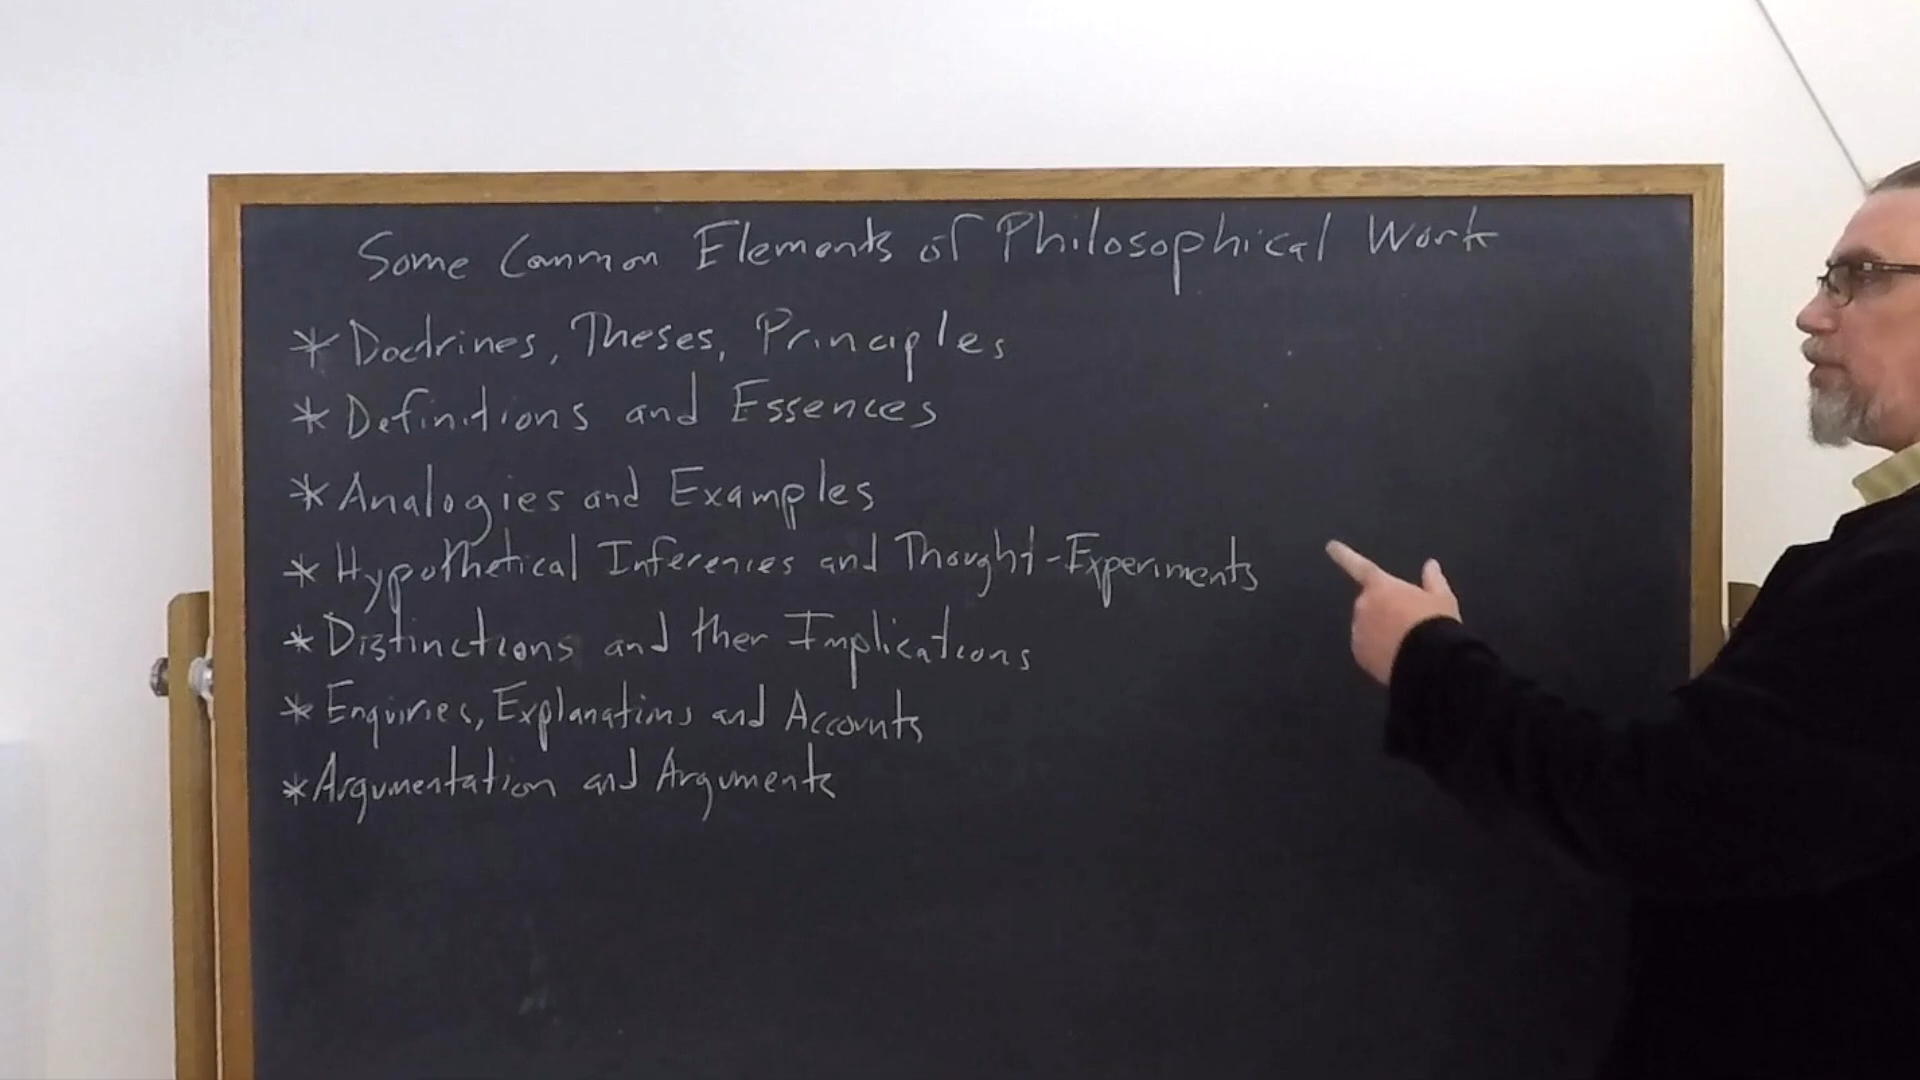 Some Common Elements of Philosophical Work
* Doctrines, Theses, Principles
* Definitions and Essences
* Analogies and Examples
* Hypothetical Inferences and Thought-Experiments
* Distinctions and ther Implications
* Enquiries, Explanations and Accounts
* Argumentation and Arguments